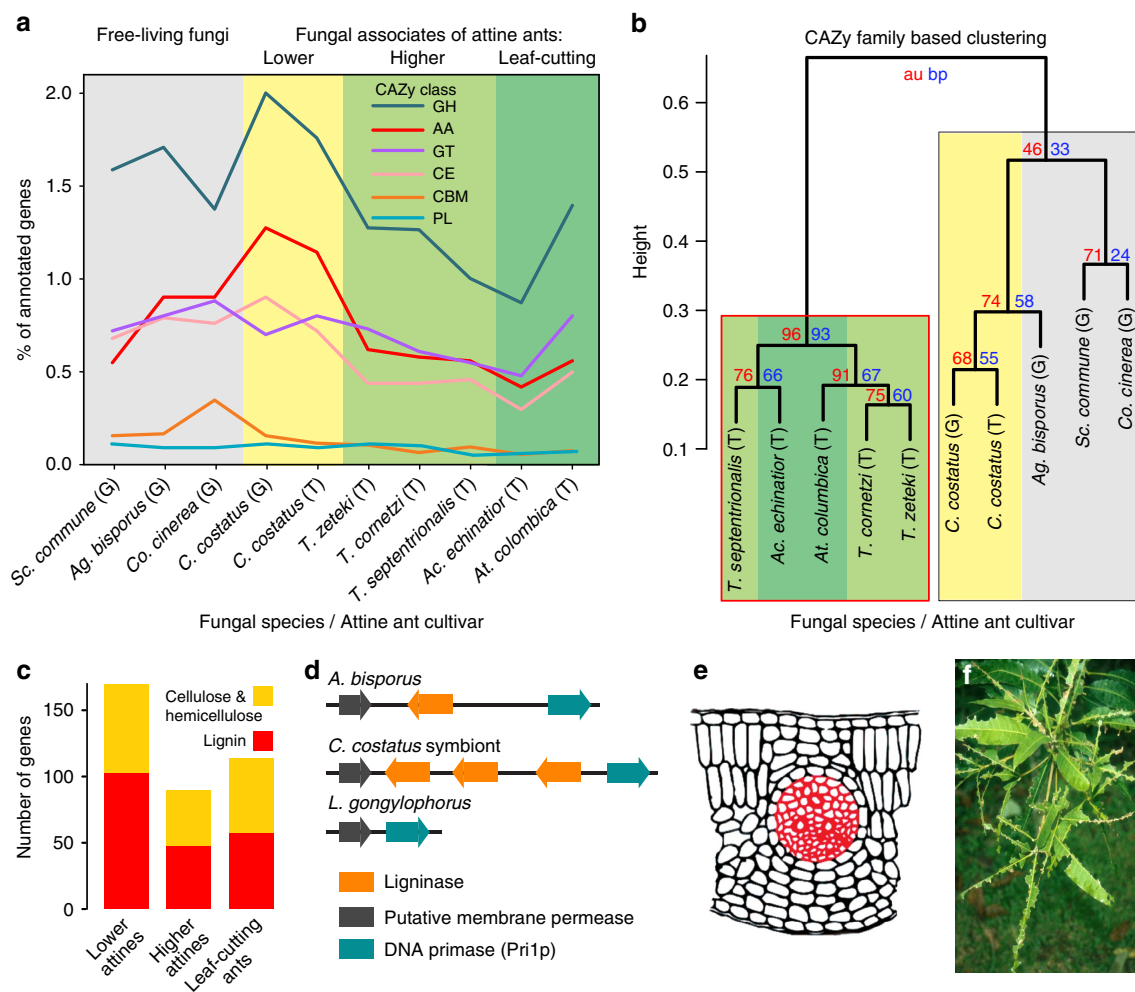 a
Free-living fungi
Fungal associates of attine ants:
Lower
Higher
Leaf-cutting
CAZy class
GH
AA
GT
CE
CBM
PL
% of annotated genes
2.0
1.5
1.0
0.5
0.0
Sc. commune (G)
Ag. bisporus (G)
Co. cinerea (G)
C. costatus (G)
C. costatus (T)
T. zeteki (T)
T. cornetzi (T)
T. septentrionalis (T)
Ac. echinatior (T)
At. colombica (T)
Fungal species / Attine ant cultivar
b
CAZy family based clustering
au bp
Height
0.6
0.5
0.4
0.3
0.2
0.1
46 33
71 24
74 58
68 55
96 93
76 66
91 67
75 60
T. septentrionalis (T)
Ac. echinatior (T)
At. columbica (T)
T. cornetzi (T)
T. zeteki (T)
C. costatus (G)
C. costatus (T)
Ag. bisporus (G)
Sc. commune (G)
Co. cinerea (G)
Fungal species / Attine ant cultivar
c
Cellulose &
hemicellulose
Lignin
Number of genes
150
100
50
0
Lower
attines
Higher
attines
Leaf-cutting
ants
d
A. bisporus
C. costatus symbiont
L. gongylophorus
Ligninase
Putative membrane permease
DNA primase (Pri1p)
e
f